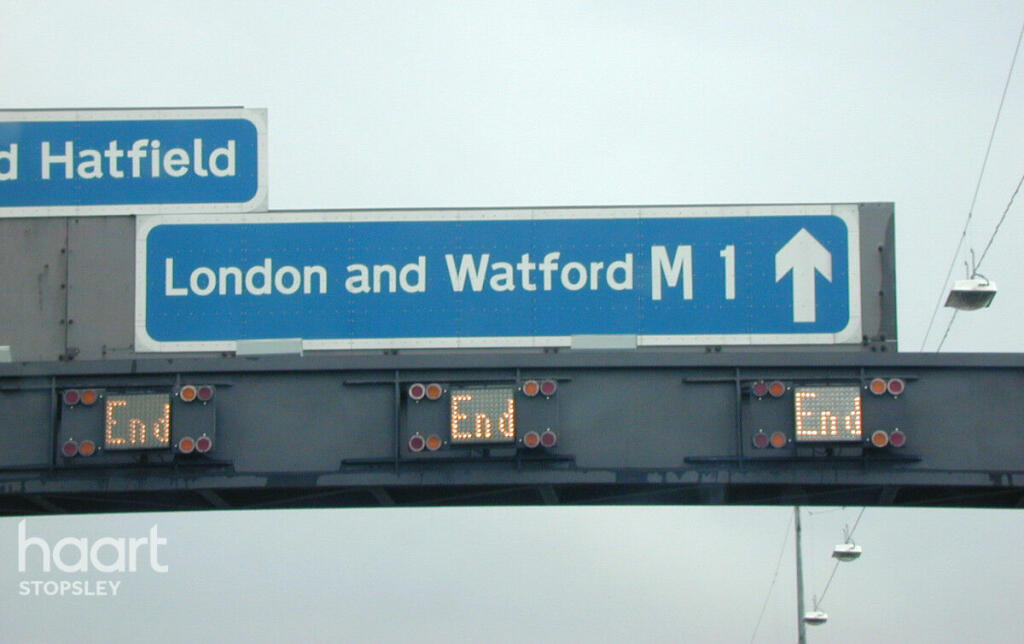 d Hatfield
London and Watford M 1
End End End
haart
STOPSLEY